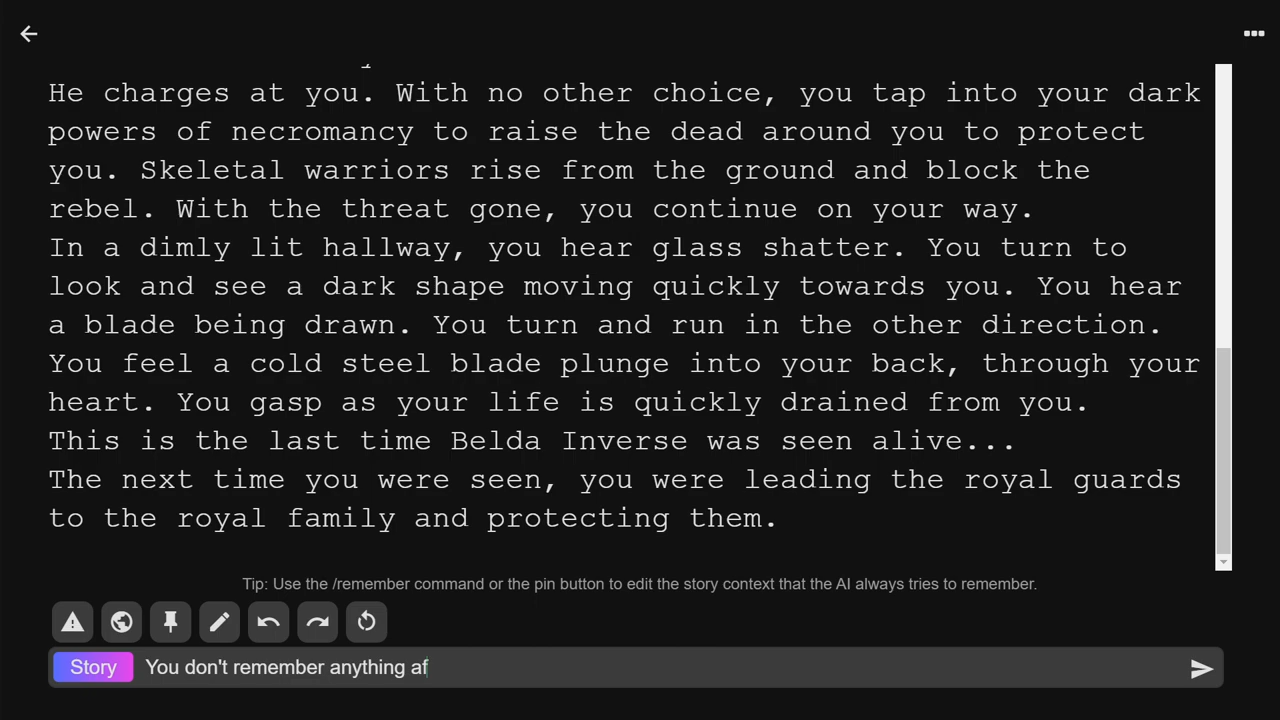 He charges at you. With no other choice, you tap into your dark
powers of necromancy to raise the dead around you to protect
you. Skeletal warriors rise from the ground and block the
rebel. With the threat gone, you continue on your way.
In a dimly lit hallway, you hear glass shatter. You turn to
look and see a dark shape moving quickly towards you. You hear
a blade being drawn. You turn and run in the other direction.
You feel a cold steel blade plunge into your back, through your
heart. You gasp as your life is quickly drained from you.
This is the last time Belda Inverse was seen alive...
The next time you were seen, you were leading the royal guards
to the royal family and protecting them.
Tip: Use the /remember command or the pin button to edit the story context that the AI always tries to remember.
Story You don't remember anything af